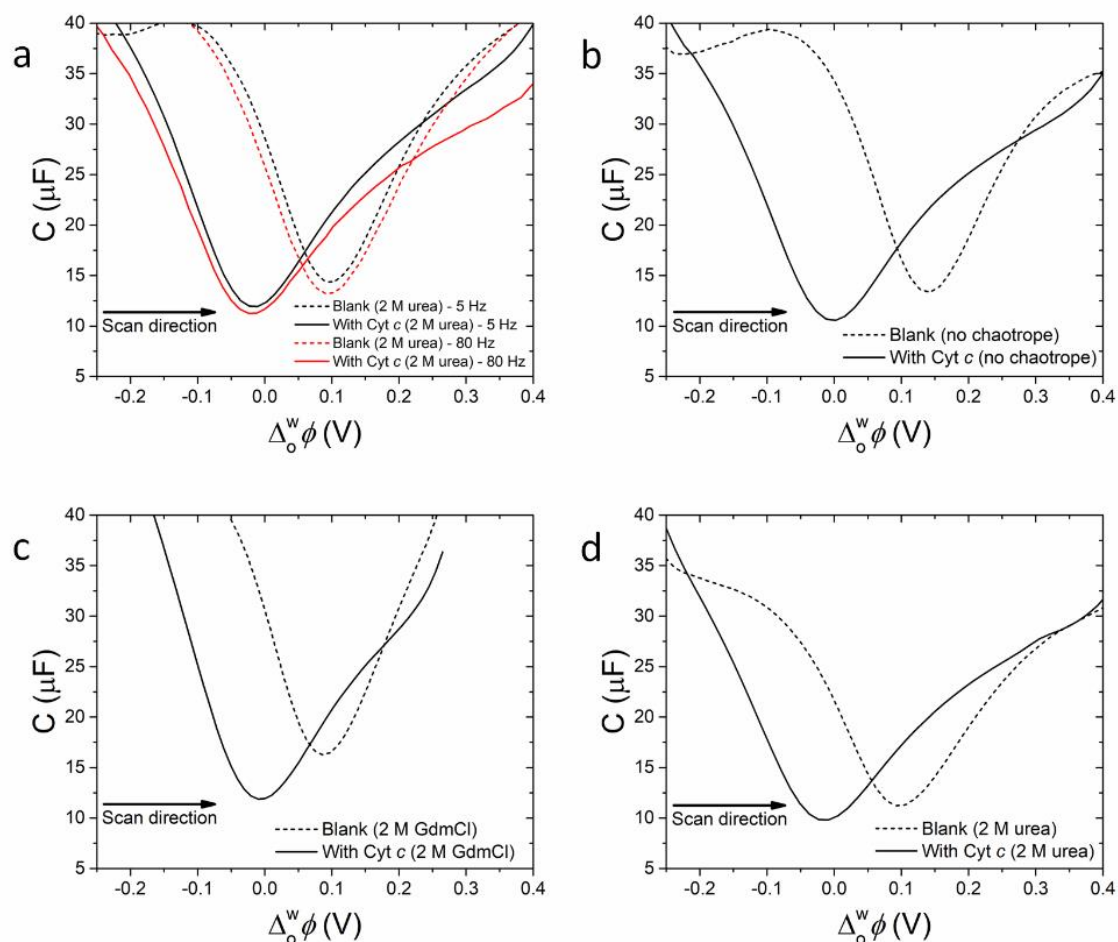 a
40
35
30
25
20
15
10
5
C (μF)
Scan direction
Blank (2 M urea) - 5 Hz
With Cyt c (2 M urea) - 5 Hz
Blank (2 M urea) - 80 Hz
With Cyt c (2 M urea) - 80 Hz
-0.2 -0.1 0.0 0.1 0.2 0.3 0.4
Δ_o^w ϕ (V)
b
40
35
30
25
20
15
10
5
C (μF)
Scan direction
Blank (no chaotrope)
With Cyt c (no chaotrope)
-0.2 -0.1 0.0 0.1 0.2 0.3 0.4
Δ_o^w ϕ (V)
c
40
35
30
25
20
15
10
5
C (μF)
Scan direction
Blank (2 M GdmCl)
With Cyt c (2 M GdmCl)
-0.2 -0.1 0.0 0.1 0.2 0.3 0.4
Δ_o^w ϕ (V)
d
40
35
30
25
20
15
10
5
C (μF)
Scan direction
Blank (2 M urea)
With Cyt c (2 M urea)
-0.2 -0.1 0.0 0.1 0.2 0.3 0.4
Δ_o^w ϕ (V)